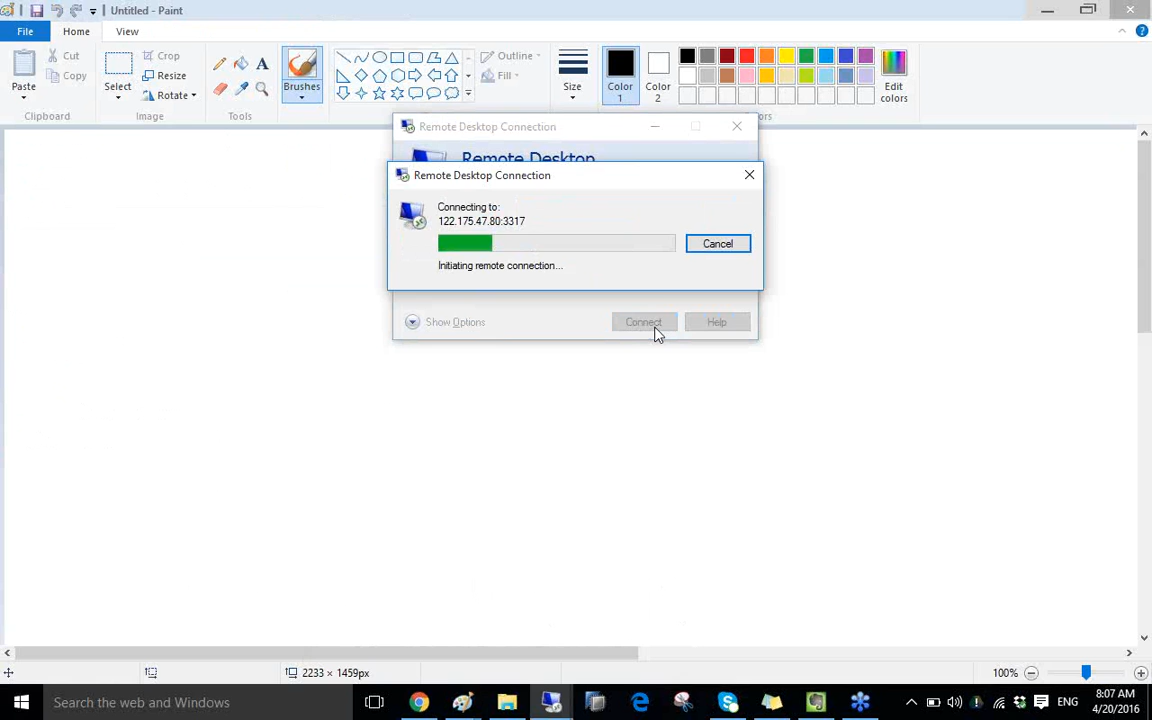 Untitled - Paint
File
Home
View
Paste
Cut
Copy
Clipboard
Select
Crop
Resize
Rotate
Image
Tools
Brushes
Outline
Fill
Size
Color 1
Color 2
Edit colors
Remote Desktop Connection
Remote Desktop
Remote Desktop Connection
Connecting to:
122.175.47.80:3317
Cancel
Initiating remote connection...
Show Options
Connect
Help
2233 × 1459px
100%
Search the web and Windows
ENG
8:07 AM
4/20/2016